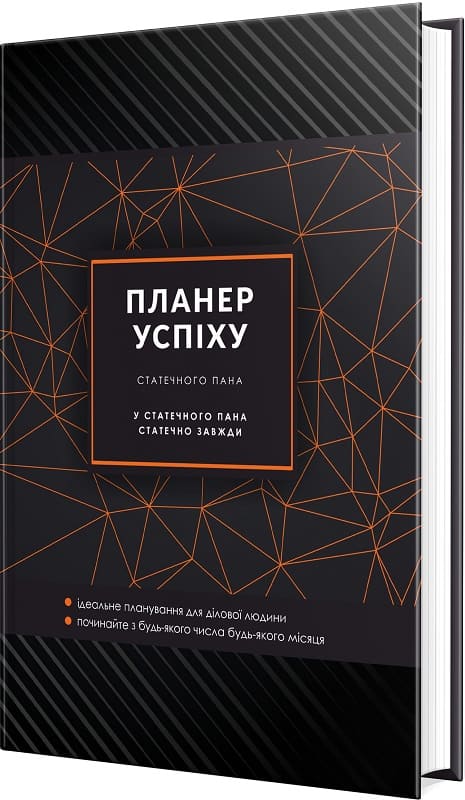 ПЛАНЕР
УСПІХУ
СТАТЕЧНОГО ПАНА
У СТАТЕЧНОГО ПАНА
СТАТЕЧНО ЗАВЖДИ
ідеальне планування для ділової людини
починайте з будь-якого числа будь-якого місяця